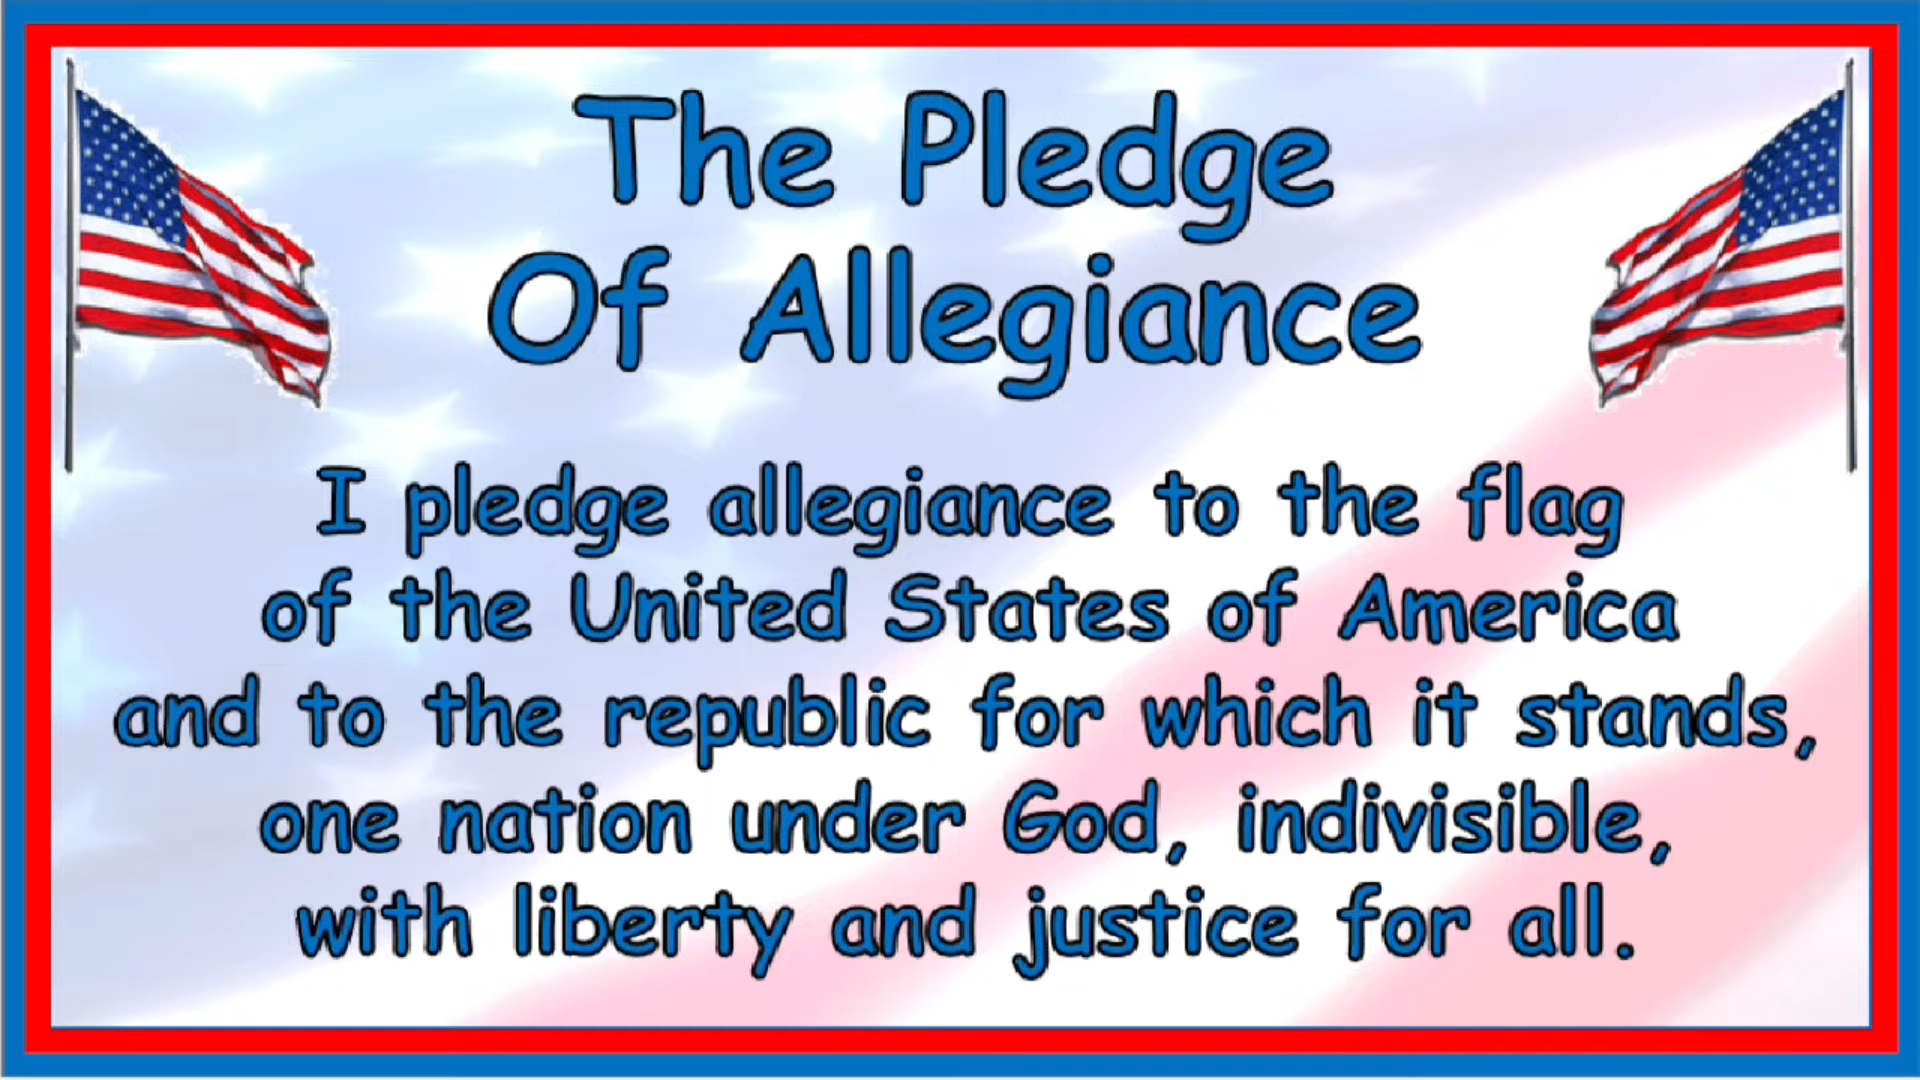 The Pledge
Of Allegiance
I pledge allegiance to the flag
of the United States of America
and to the republic for which it stands,
one nation under God, indivisible,
with liberty and justice for all.